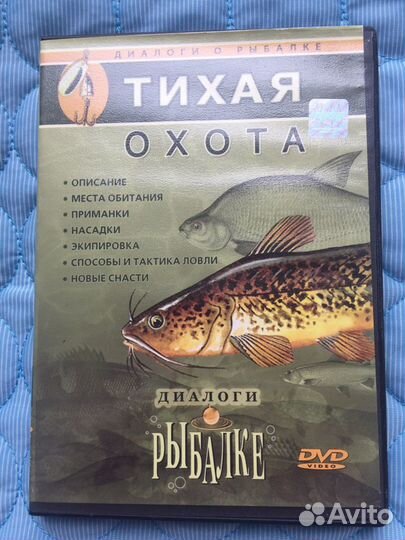 ДИАЛОГИ О РЫБАЛКЕ
ТИХАЯ
ОХОТА
• ОПИСАНИЕ
• МЕСТА ОБИТАНИЯ
• ПРИМАНКИ
• НАСАДКИ
• ЭКИПИРОВКА
• СПОСОБЫ И ТАКТИКА ЛОВЛИ
• НОВЫЕ СНАСТИ
ДИАЛОГИ
О
РЫБАЛКЕ
DVD
VIDEO
Avito